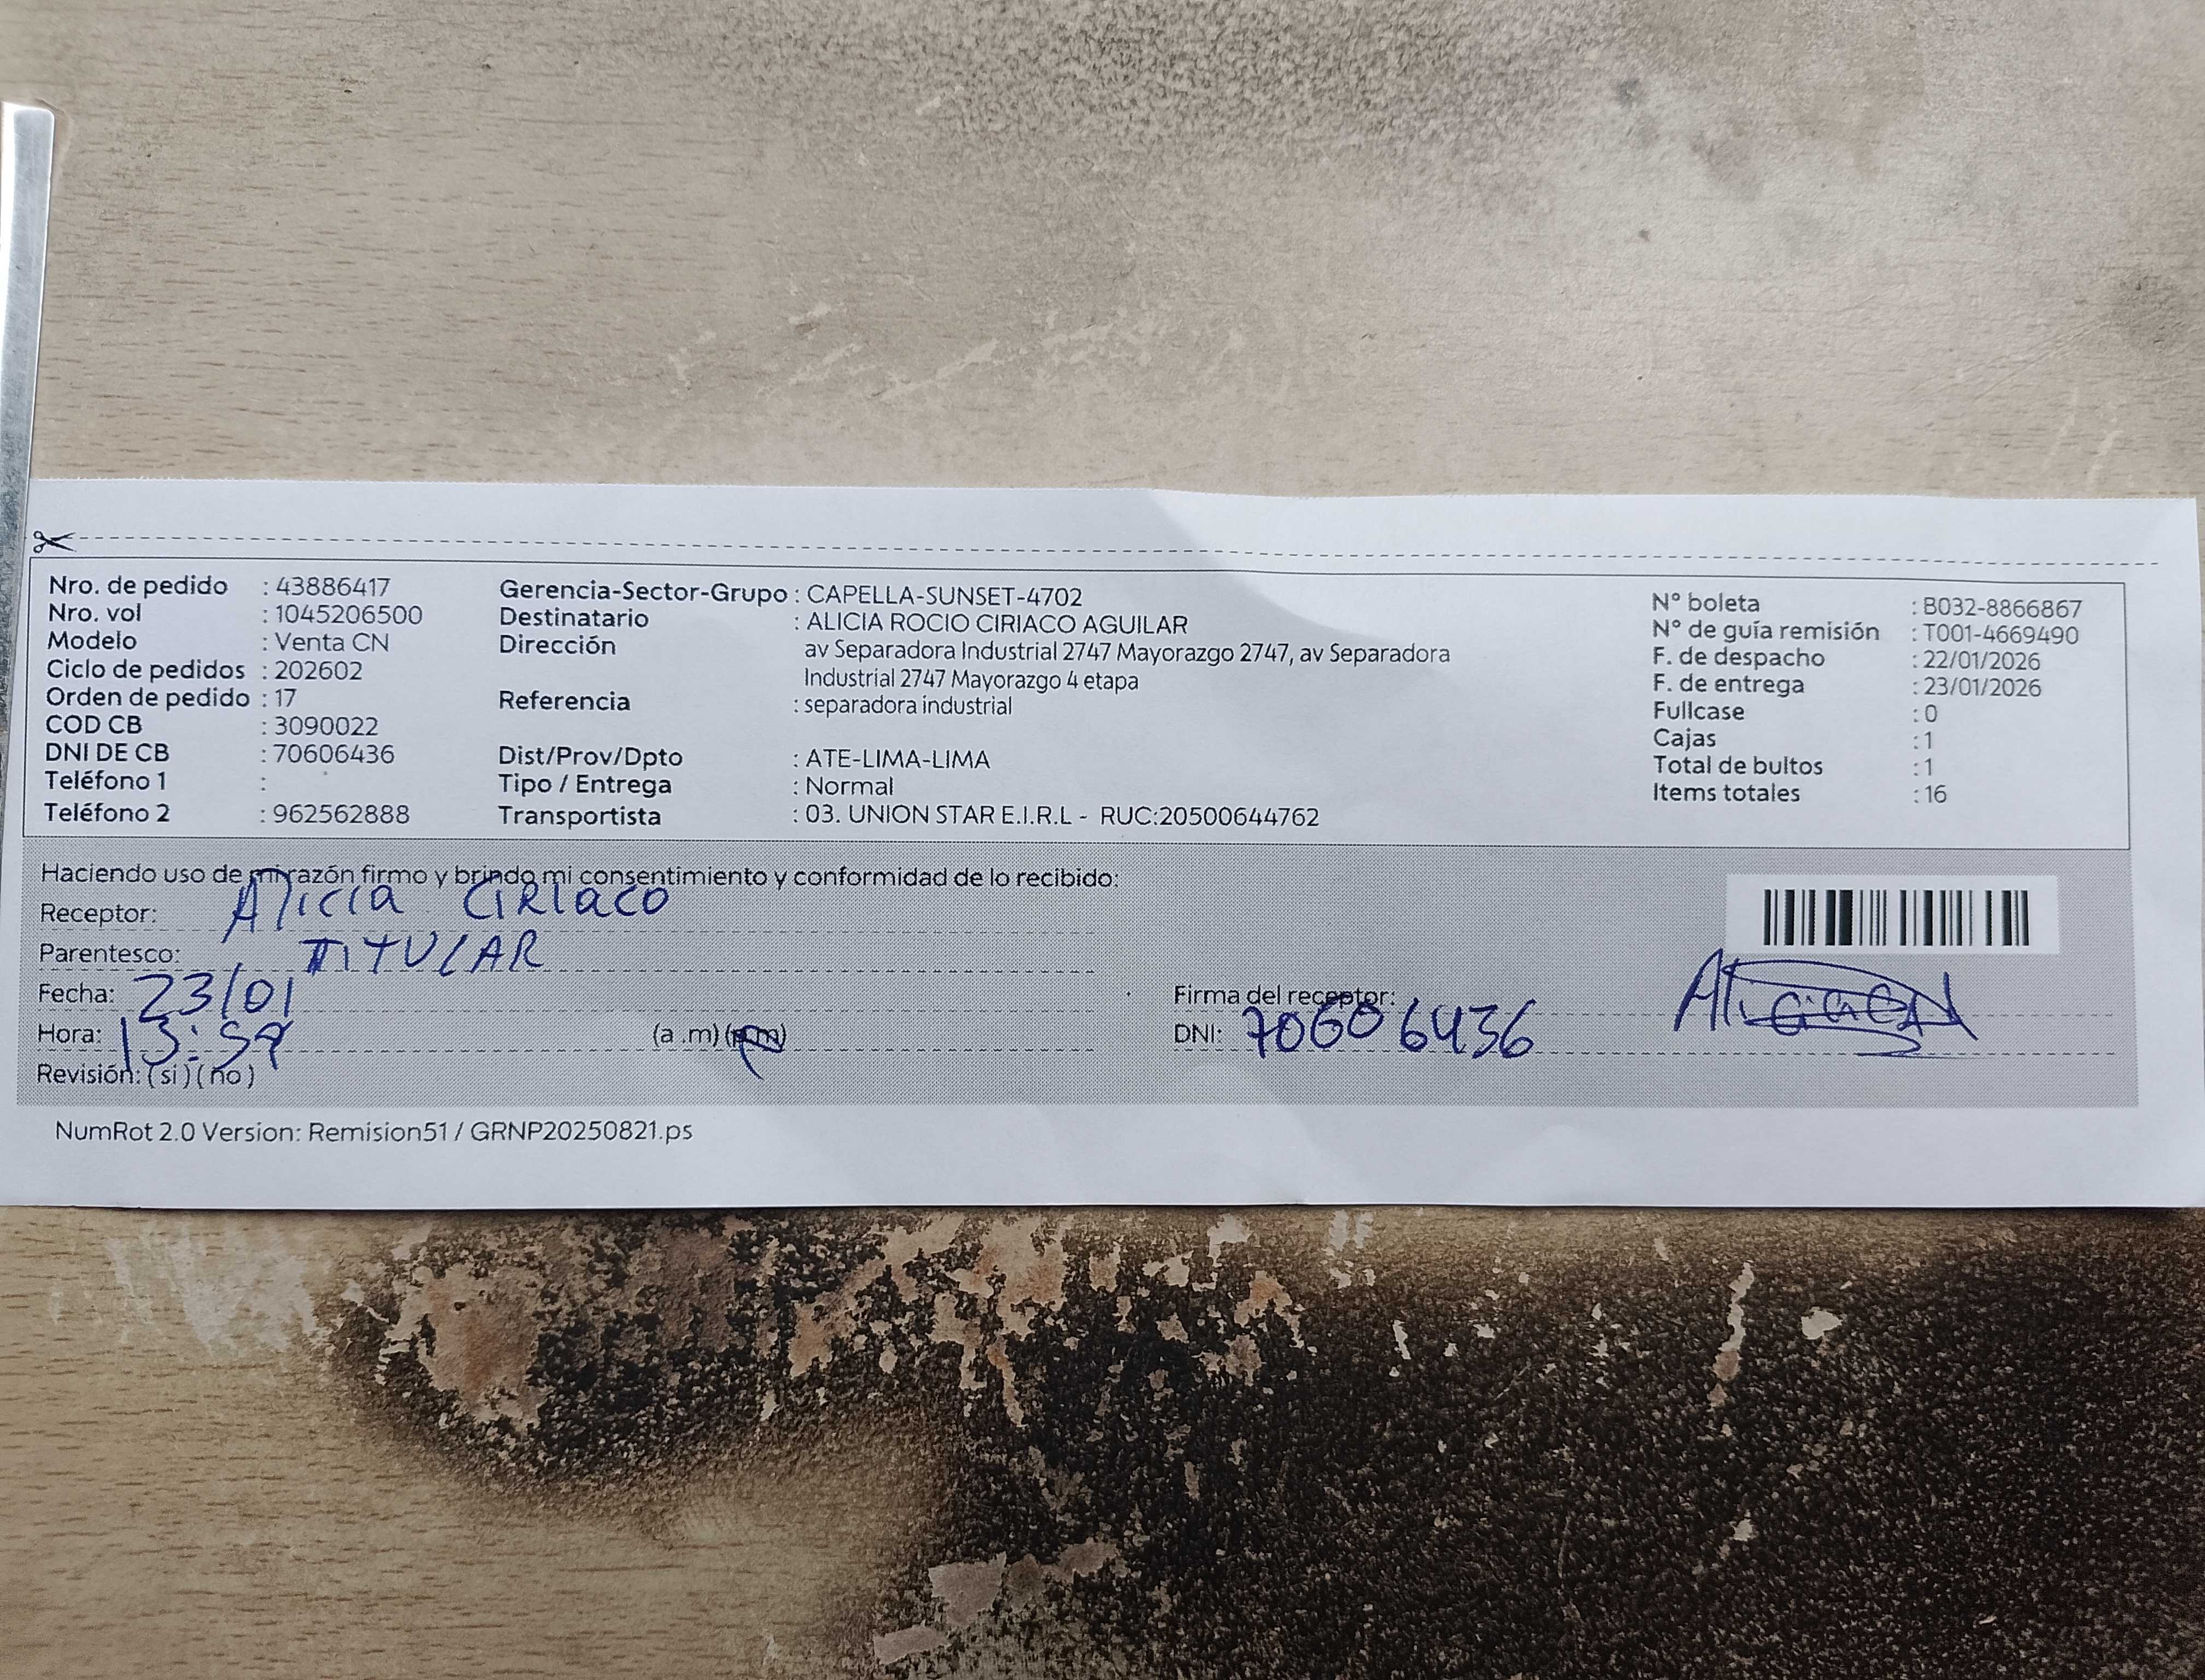 Nro. de pedido : 43886417
Nro. vol : 1045206500
Modelo : Venta CN
Ciclo de pedidos : 202602
Orden de pedido : 17
COD CB : 3090022
DNI DE CB : 70606436
Teléfono 1 :
Teléfono 2 : 962562888
Gerencia-Sector-Grupo : CAPELLA-SUNSET-4702
Destinatario : ALICIA ROCIO CIRIACO AGUILAR
Dirección av Separadora Industrial 2747 Mayorazgo 2747, av Separadora
Industrial 2747 Mayorazgo 4 etapa
Referencia : separadora industrial
Dist/Prov/Dpto : ATE-LIMA-LIMA
Tipo / Entrega : Normal
Transportista : 03. UNION STAR E.I.R.L - RUC:20500644762
N° boleta : B032-8866867
N° de guía remisión : T001-4669490
F. de despacho : 22/01/2026
F. de entrega : 23/01/2026
Fullcase : 0
Cajas : 1
Total de bultos : 1
Items totales : 16
Haciendo uso de mi razón firmo y brindo mi consentimiento y conformidad de lo recibido:
Receptor: Alicia Ciriaco
Parentesco: TITULAR
Fecha: 23/01
Hora: 13:59 (a .m) (p.m)
Revisión: (si) (no)
Firma del receptor:
DNI: 70606436
NumRot 2.0 Version: Remision51 / GRNP20250821.ps